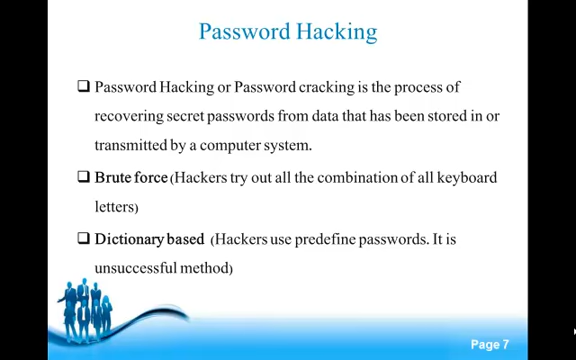 Password Hacking
❑ Password Hacking or Password cracking is the process of
recovering secret passwords from data that has been stored in or
transmitted by a computer system.
❑ Brute force (Hackers try out all the combination of all keyboard
letters)
❑ Dictionary based (Hackers use predefine passwords. It is
unsuccessful method)
Page 7